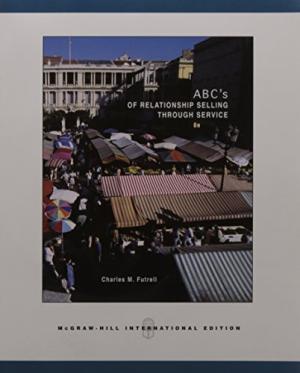 ABC's
OF RELATIONSHIP SELLING
THROUGH SERVICE
8e
Charles M. Futrell
McGRAW-HILL INTERNATIONAL EDITION